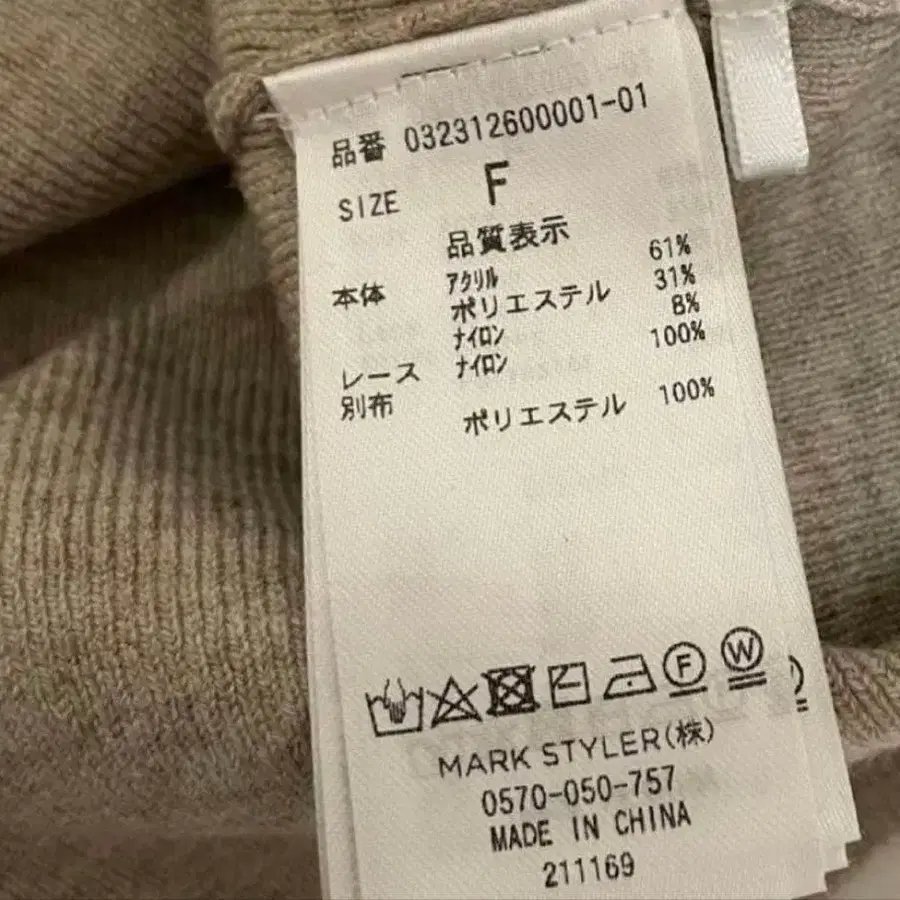 品番 032312600001-01
SIZE F
品質表示
本体 アクリル 61%
ポリエステル 31%
ナイロン 8%
レース ナイロン 100%
別布 ポリエステル 100%
F W
MARK STYLER(株)
0570-050-757
MADE IN CHINA
211169